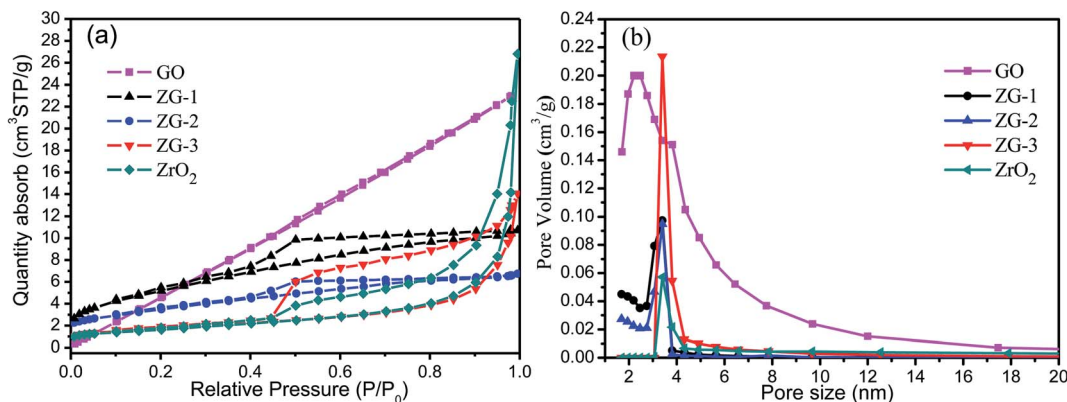 (a)
GO
ZG-1
ZG-2
ZG-3
ZrO2
Quantity absorb (cm3STP/g)
30
28
26
24
22
20
18
16
14
12
10
8
6
4
2
0
0.0 0.2 0.4 0.6 0.8 1.0
Relative Pressure (P/P0)
(b)
GO
ZG-1
ZG-2
ZG-3
ZrO2
Pore Volume (cm3/g)
0.24
0.22
0.20
0.18
0.16
0.14
0.12
0.10
0.08
0.06
0.04
0.02
0.00
2 4 6 8 10 12 14 16 18 20
Pore size (nm)